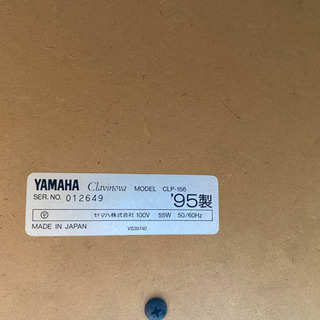 YAMAHA Clavinova MODEL CLP-156
SER. NO. 012649 '95製
ヤマハ株式会社 100V 55W 50/60Hz
MADE IN JAPAN VS39740